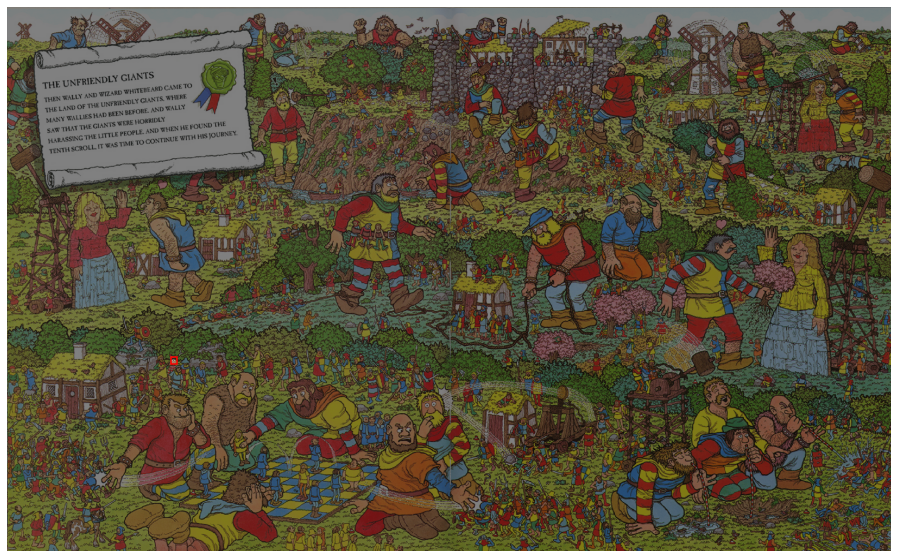 THE UNFRIENDLY GIANTS
THEN WALLY AND WIZARD WHITEBEARD CAME TO
THE LAND OF THE UNFRIENDLY GIANTS, WHERE
MANY WALLIES HAD BEEN BEFORE, AND WALLY
SAW THAT THE GIANTS WERE HORRIDLY
HARASSING THE LITTLE PEOPLE. AND WHEN HE FOUND THE
TENTH SCROLL, IT WAS TIME TO CONTINUE WITH HIS JOURNEY.